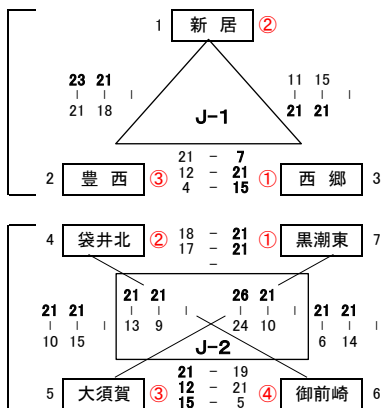 1 新居 ②
23 21 11 15
21 18 21 21
J-1
21 - 7
2 豊西 ③ 12 - 21 ① 西郷 3
4 - 15
4 袋井北 ② 18 - 21 ① 黒潮東 7
17 - 21
-
21 21 26 21
21 21 13 9 24 10 21 21
10 15 6 14
J-2
21 - 19
5 大須賀 ③ 12 - 21 ④ 御前崎 6
15 - 5